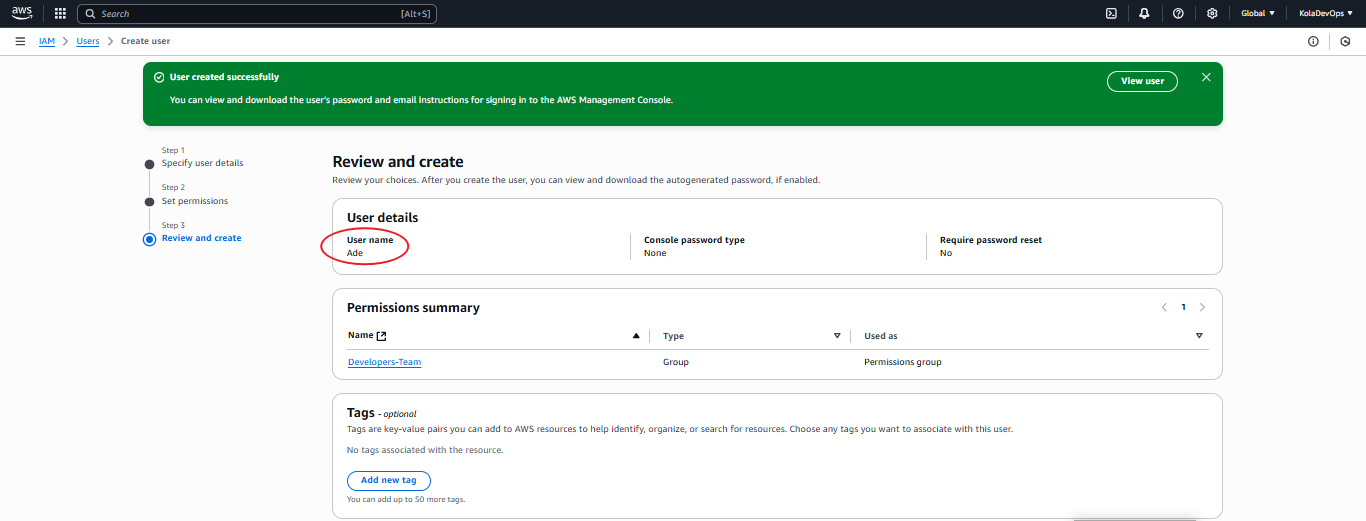 aws Search [Alt+S] Global KolaDevOps
IAM Users Create user
User created successfully
View user
You can view and download the user's password and email instructions for signing in to the AWS Management Console.
Step 1
Specify user details
Step 2
Set permissions
Step 3
Review and create
Review and create
Review your choices. After you create the user, you can view and download the autogenerated password, if enabled.
User details
User name Console password type Require password reset
Ade None No
Permissions summary 1
Name Type Used as
Developers-Team Group Permissions group
Tags - optional
Tags are key-value pairs you can add to AWS resources to help identify, organize, or search for resources. Choose any tags you want to associate with this user.
No tags associated with the resource.
Add new tag
You can add up to 50 more tags.